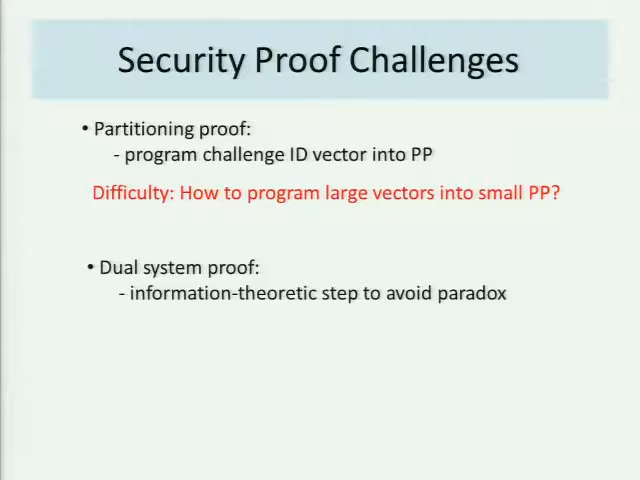 Security Proof Challenges
• Partitioning proof:
- program challenge ID vector into PP
Difficulty: How to program large vectors into small PP?
• Dual system proof:
- information-theoretic step to avoid paradox